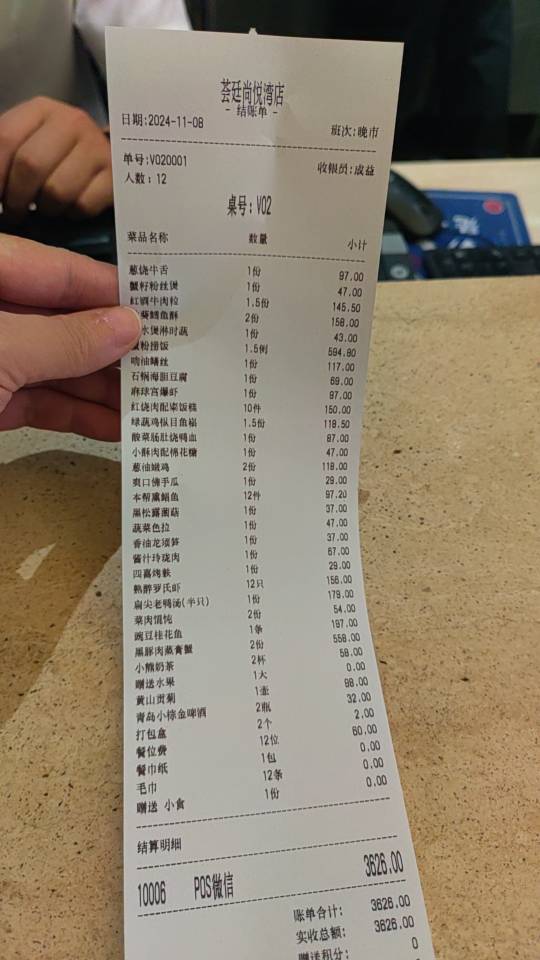 荟廷尚悦湾店
- 结账单 -
日期:2024-11-08 班次:晚市
单号:V020001 收银员:成益
人数:12
桌号:V02
菜品名称 数量 小计
葱烧牛舌 1份 97.00
蟹籽粉丝煲 1份 47.00
红焖牛肉粒 1.5份 145.50
鳕鱼酥 2份 158.00
水煲淋时蔬 1份 43.00
粉捞饭 1.5例 594.80
响油鳝丝 1份 117.00
石锅海胆豆腐 1份 69.00
麻球宫爆虾 1份 97.00
红烧肉配粢饭糕 10件 150.00
绿蔬鸡枞目鱼崧 1.5份 118.50
酸菜肠肚烧鸭血 1份 87.00
小酥肉配棉花糖 1份 47.00
葱油嫩鸡 2份 118.00
爽口佛手瓜 1份 29.00
本帮熏鲳鱼 12件 97.20
黑松露菌菇 1份 37.00
蔬菜色拉 1份 47.00
香油龙须笋 1份 37.00
酱汁玲珑肉 1份 67.00
四喜烤麸 1份 29.00
熟醉罗氏虾 12只 156.00
扁尖老鸭汤(半只) 1份 179.00
菜肉馄饨 2份 54.00
豌豆桂花鱼 1条 197.00
黑豚肉蒸膏蟹 2份 558.00
小熊奶茶 2杯 58.00
赠送水果 1大 0.00
黄山贡菊 1壶 98.00
青岛小棕金啤酒 2瓶 32.00
打包盒 2个 2.00
餐位费 12位 60.00
餐巾纸 1包 0.00
毛巾 12条 0.00
赠送 小食 1份 0.00
结算明细
10006 POS微信 3626.00
账单合计: 3626.00
实收总额: 3626.00
赠送积分: 0